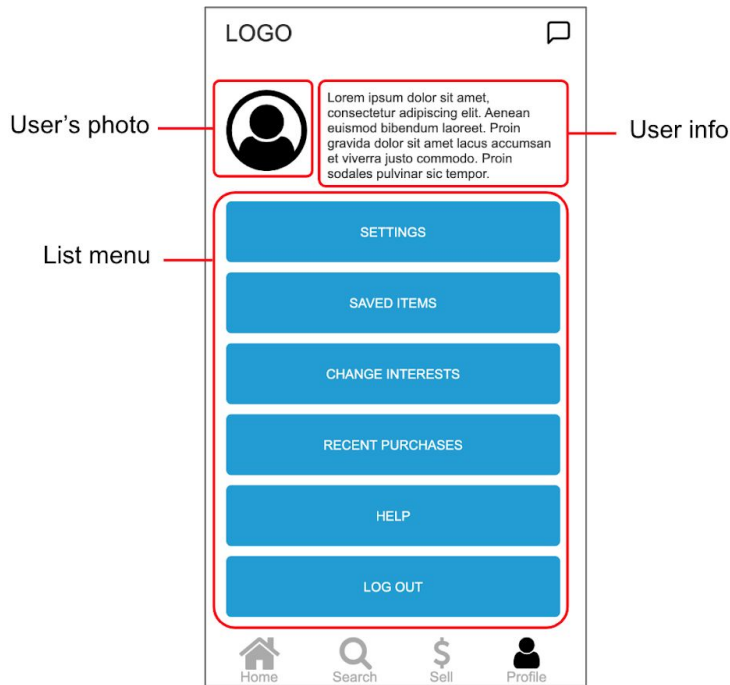 LOGO
User's photo
Lorem ipsum dolor sit amet,
consectetur adipiscing elit. Aenean
euismod bibendum laoreet. Proin
gravida dolor sit amet lacus accumsan
et viverra justo commodo. Proin
sodales pulvinar sic tempor.
User info
List menu
SETTINGS
SAVED ITEMS
CHANGE INTERESTS
RECENT PURCHASES
HELP
LOG OUT
Home Search Sell Profile